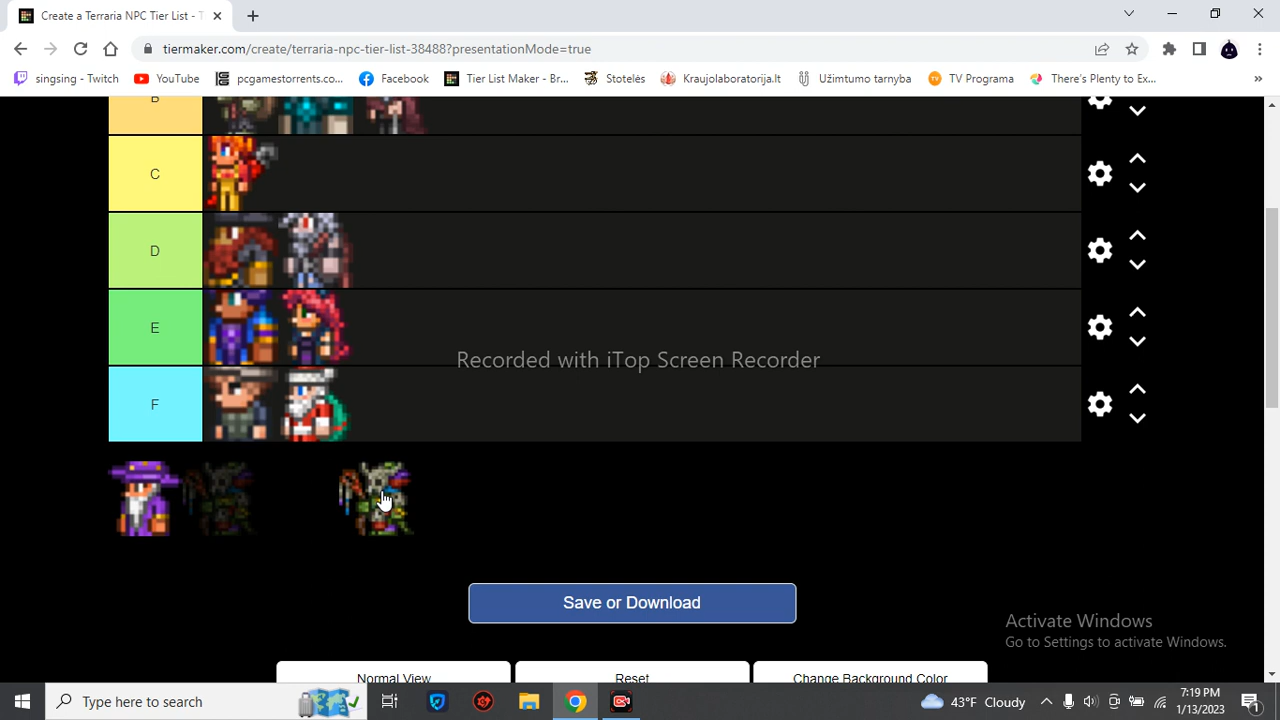 Create a Terraria NPC Tier List - T
tiermaker.com/create/terraria-npc-tier-list-38488?presentationMode=true
singsing - Twitch
YouTube
pcgamestorrents.co...
Facebook
Tier List Maker - Br...
Stotelės
Kraujolaboratorija.lt
Užimtumo tarnyba
TV Programa
There's Plenty to Ex...
B
C
D
E
F
Recorded with iTop Screen Recorder
Save or Download
Activate Windows
Go to Settings to activate Windows.
Normal View
Reset
Change Background Color
Type here to search
43°F Cloudy
7:19 PM
1/13/2023
1